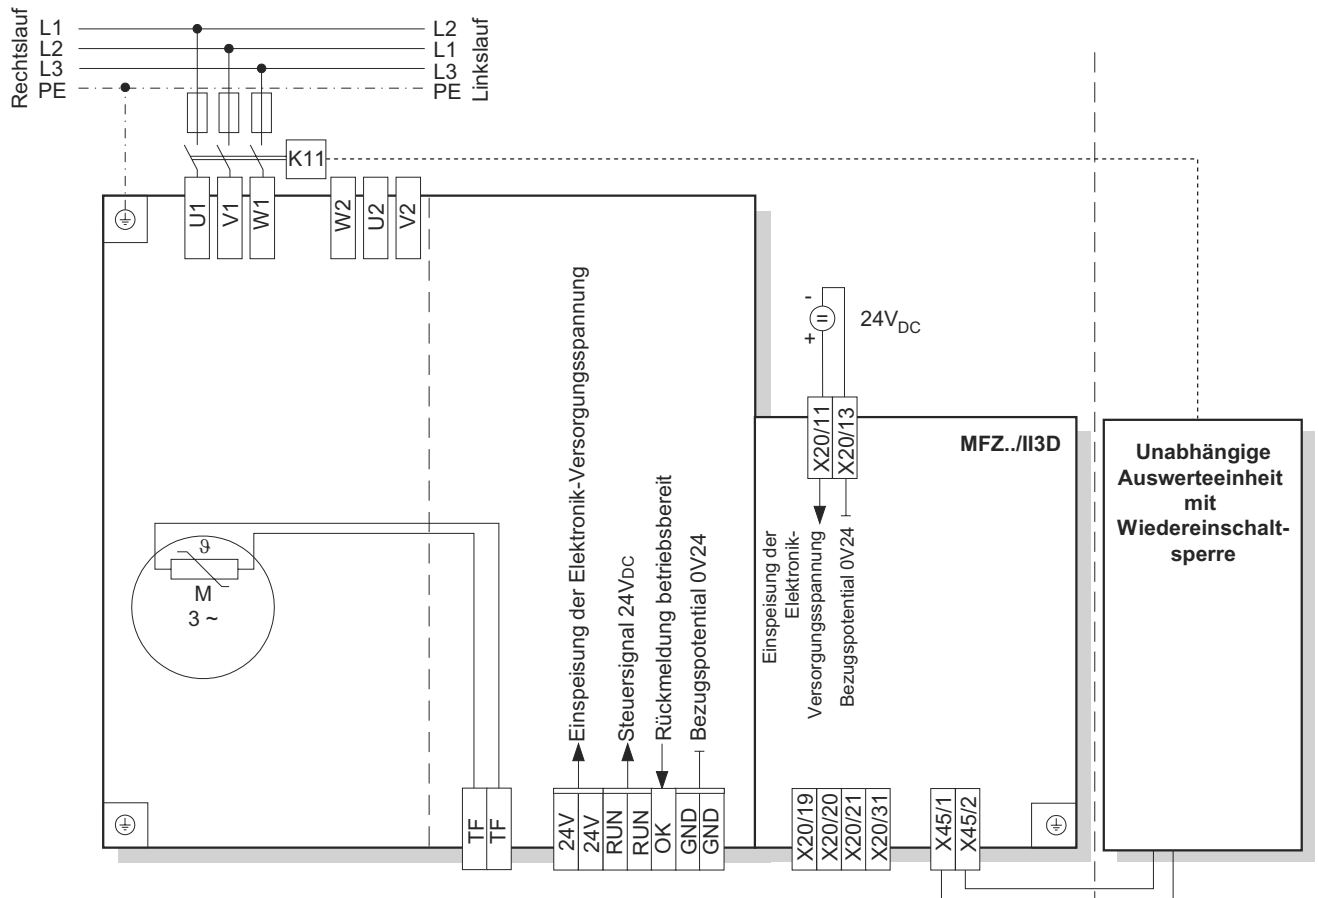 Rechtslauf
L1
L2
L3
PE
L2
L1
L3
PE
Linkslauf
K11
U1
V1
W1
W2
U2
V2
-
+
=
24VDC
X20/11
X20/13
MFZ../II3D
Unabhängige
Auswerteeinheit
mit
Wiedereinschalt-
sperre
Einspeisung der Elektronik-Versorgungsspannung
Steuersignal 24VDC
Rückmeldung betriebsbereit
Bezugspotential 0V24
Einspeisung der
Elektronik-
Versorgungsspannung
Bezugspotential 0V24
ϑ
M
3 ~
TF
TF
24V
24V
RUN
RUN
OK
GND
GND
X20/19
X20/20
X20/21
X20/31
X45/1
X45/2